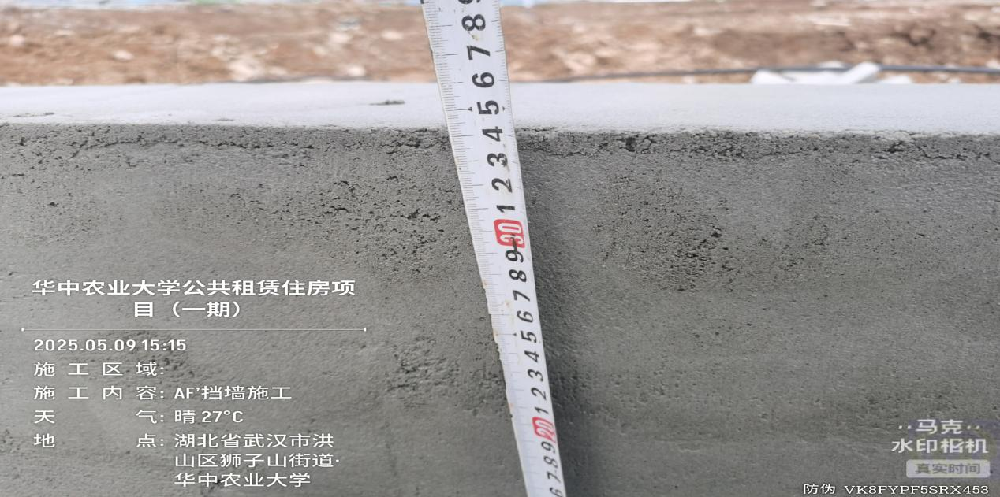 9
8
7
6
5
4
3
2
1
30
9
8
7
6
5
4
3
2
1
20
9
8
7
6
华中农业大学公共租赁住房项
目（一期）
2025.05.09 15:15
施工区域:
施工内容: AF'挡墙施工
天气: 晴 27°C
地点: 湖北省武汉市洪
山区狮子山街道·
华中农业大学
马克
水印相机
真实时间
防伪 VK8FYPF5SRX453